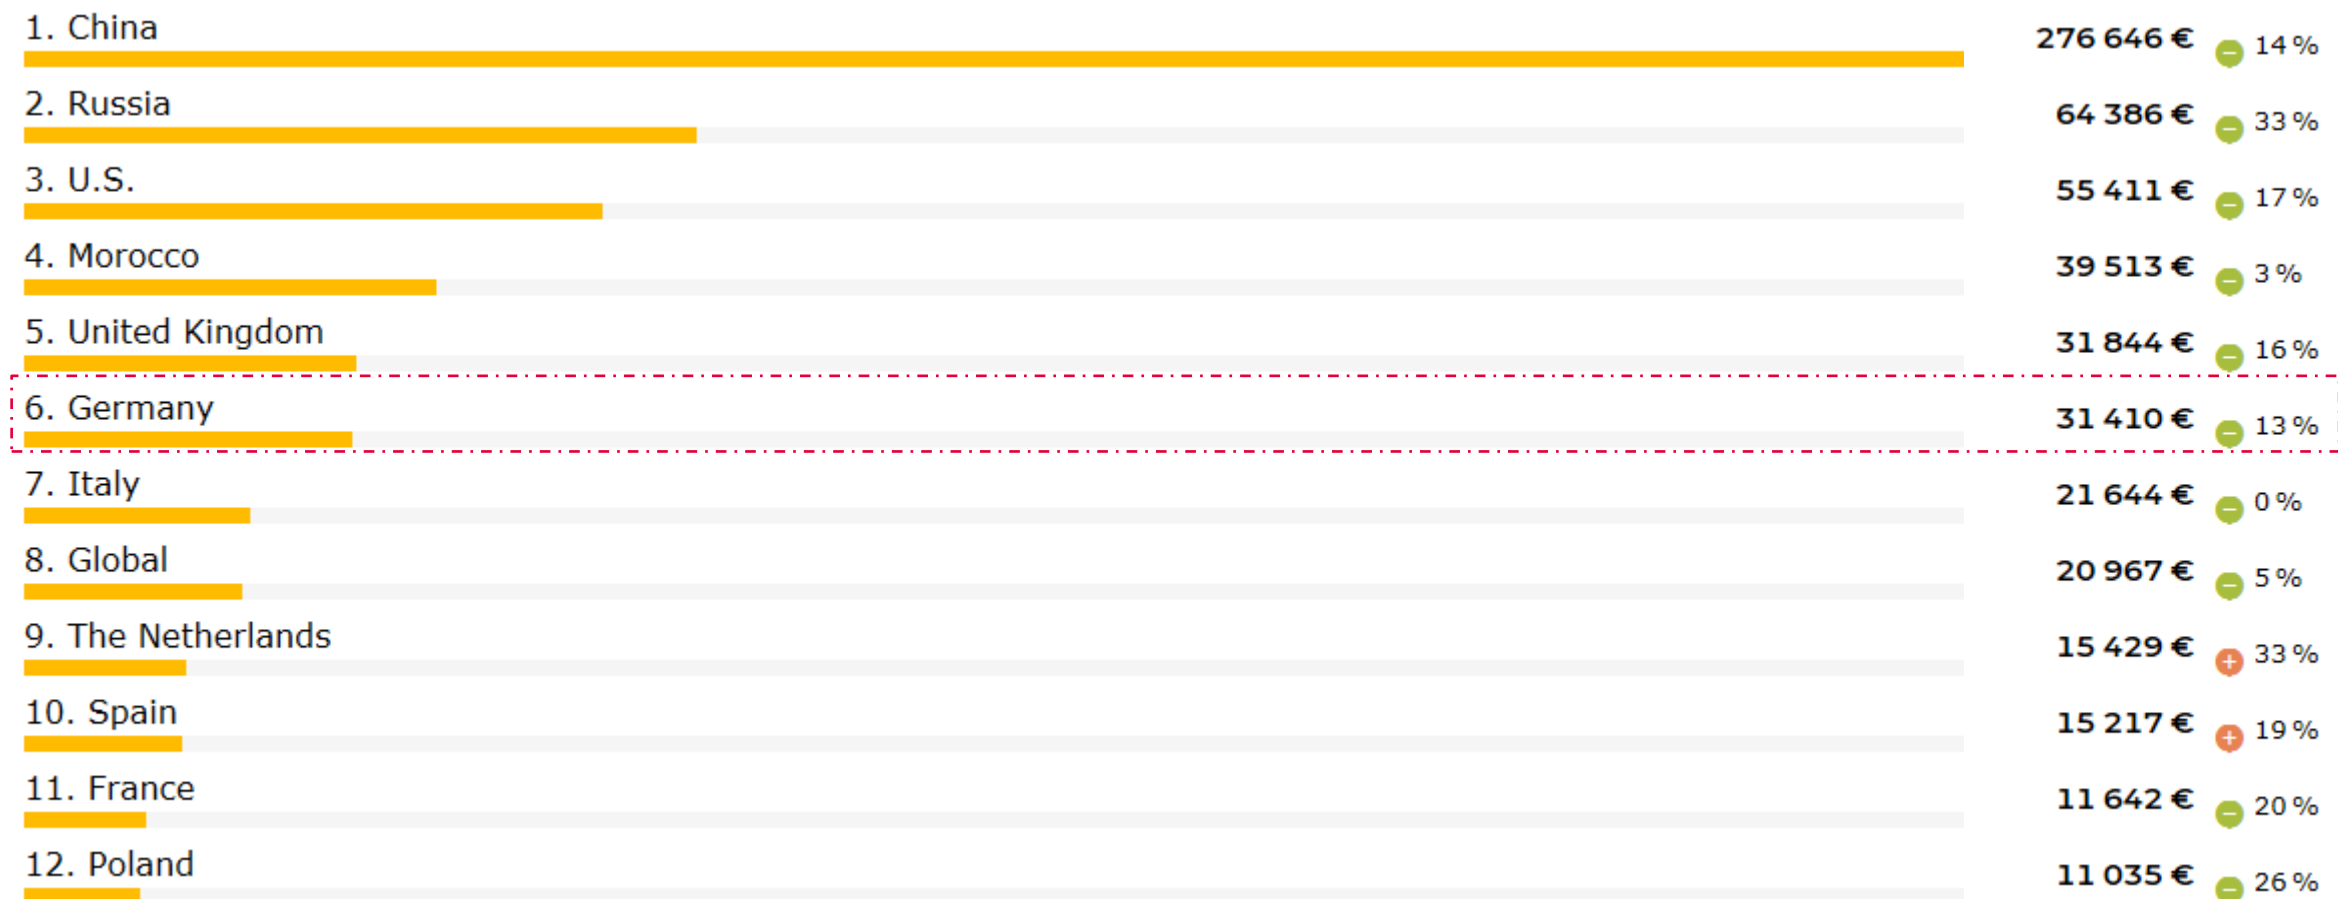 1. China 276 646 € − 14 %
2. Russia 64 386 € − 33 %
3. U.S. 55 411 € − 17 %
4. Morocco 39 513 € − 3 %
5. United Kingdom 31 844 € − 16 %
6. Germany 31 410 € − 13 %
7. Italy 21 644 € − 0 %
8. Global 20 967 € − 5 %
9. The Netherlands 15 429 € + 33 %
10. Spain 15 217 € + 19 %
11. France 11 642 € − 20 %
12. Poland 11 035 € − 26 %